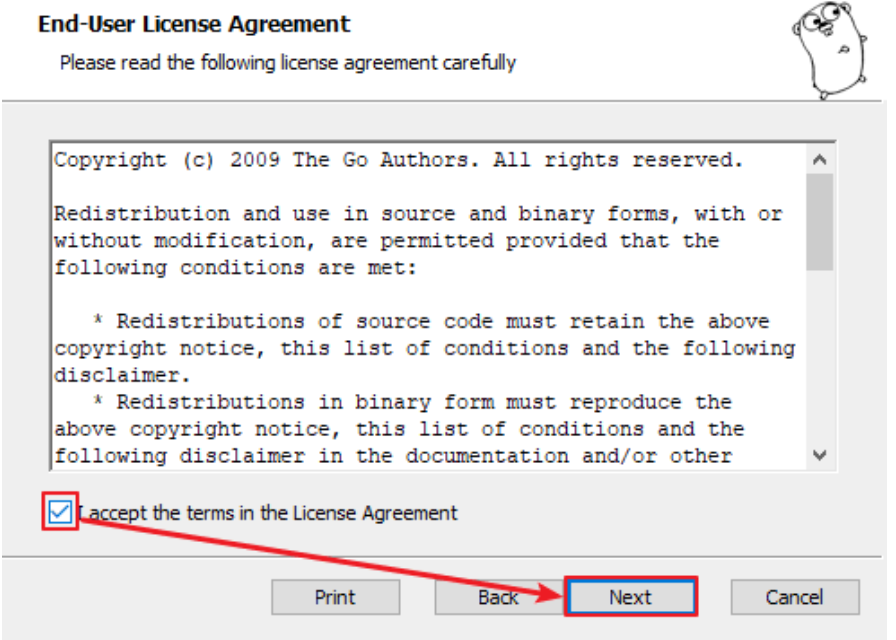 End-User License Agreement
Please read the following license agreement carefully
Copyright (c) 2009 The Go Authors. All rights reserved.
Redistribution and use in source and binary forms, with or
without modification, are permitted provided that the
following conditions are met:
* Redistributions of source code must retain the above
copyright notice, this list of conditions and the following
disclaimer.
* Redistributions in binary form must reproduce the
above copyright notice, this list of conditions and the
following disclaimer in the documentation and/or other
I accept the terms in the License Agreement
Print Back Next Cancel